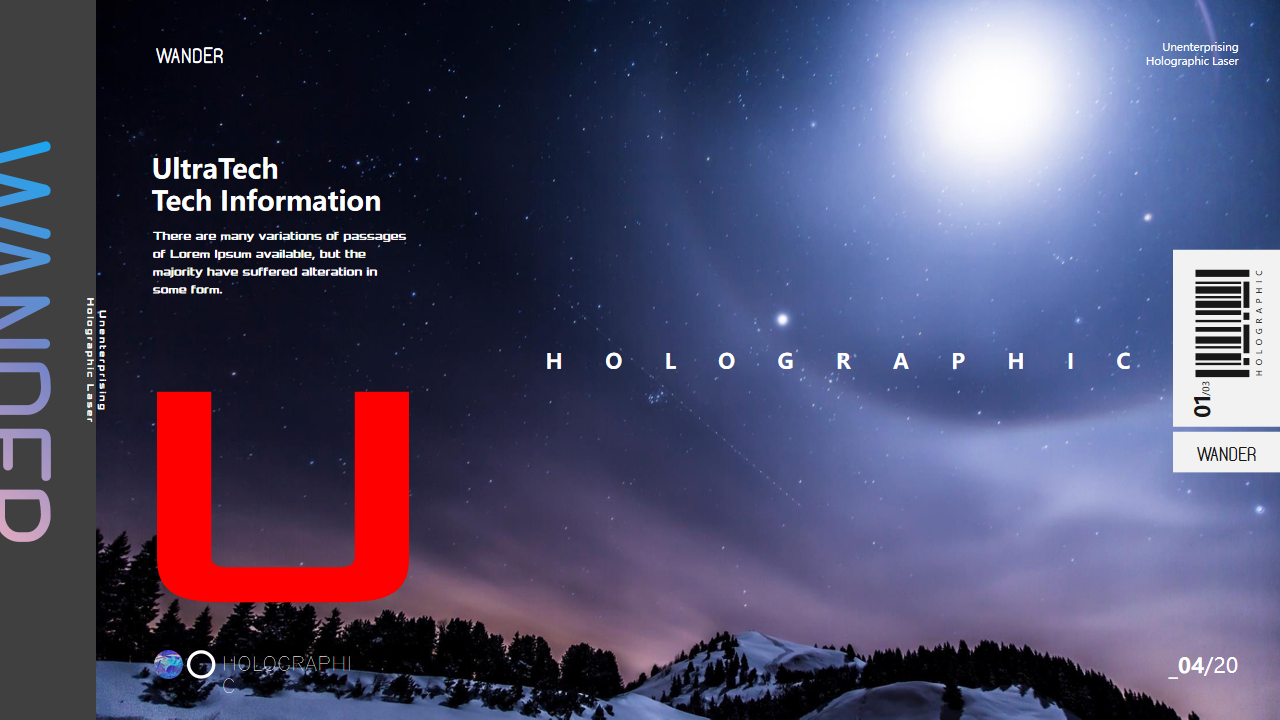 WANDER
Unenterprising
Holographic Laser
WANDER
UltraTech
Tech Information
There are many variations of passages
of Lorem Ipsum available, but the
majority have suffered alteration in
some form.
Unenterprising
Holographic Laser
HOLOGRAPHIC
HOLOGRAPHIC
01/03
WANDER
U
HOLOGRAPHI
C
_04/20